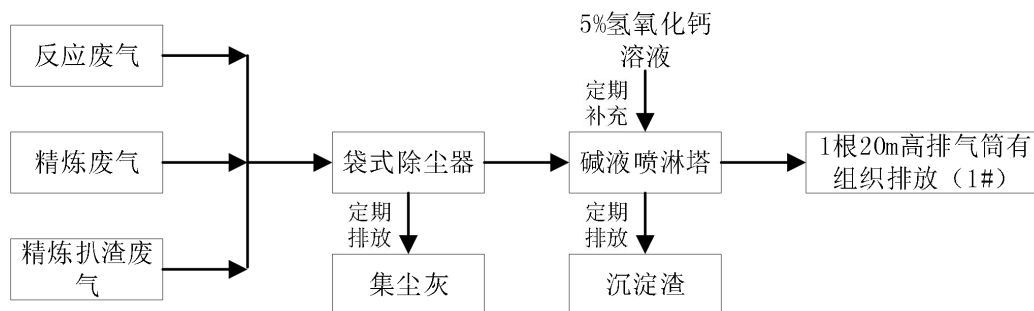 反应废气
精炼废气
精炼扒渣废
气
袋式除尘器
定期
排放
集尘灰
5%氢氧化钙
溶液
定期
补充
碱液喷淋塔
定期
排放
沉淀渣
1根20m高排气筒有
组织排放（1#）